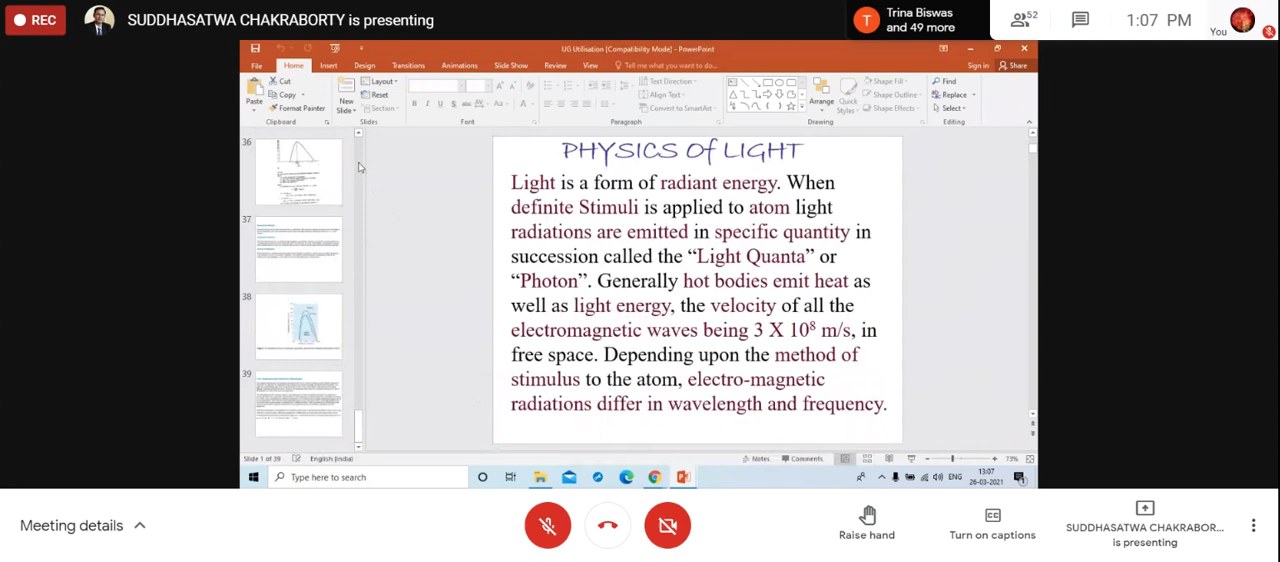 REC
SUDDHASATWA CHAKRABORTY is presenting
T
Trina Biswas
and 49 more
52
1:07 PM
You
UG Utilisation [Compatibility Mode] - PowerPoint
File Home Insert Design Transitions Animations Slide Show Review View Tell me what you want to do...
Sign in Share
Paste
Cut
Copy
Format Painter
Clipboard
New
Slide
Layout
Reset
Section
Slides
Font
Text Direction
Align Text
Convert to SmartArt
Paragraph
Arrange
Quick
Styles
Shape Fill
Shape Outline
Shape Effects
Drawing
Find
Replace
Select
Editing
36
37
38
39
PHYSICS Of LIGHT
Light is a form of radiant energy. When
definite Stimuli is applied to atom light
radiations are emitted in specific quantity in
succession called the “Light Quanta” or
“Photon”. Generally hot bodies emit heat as
well as light energy, the velocity of all the
electromagnetic waves being 3 X 10⁸ m/s, in
free space. Depending upon the method of
stimulus to the atom, electro-magnetic
radiations differ in wavelength and frequency.
Slide 1 of 39 English (India)
Notes Comments 73%
Type here to search
ENG
13:07
26-03-2021
Meeting details
Raise hand
CC
Turn on captions
SUDDHASATWA CHAKRABOR...
is presenting